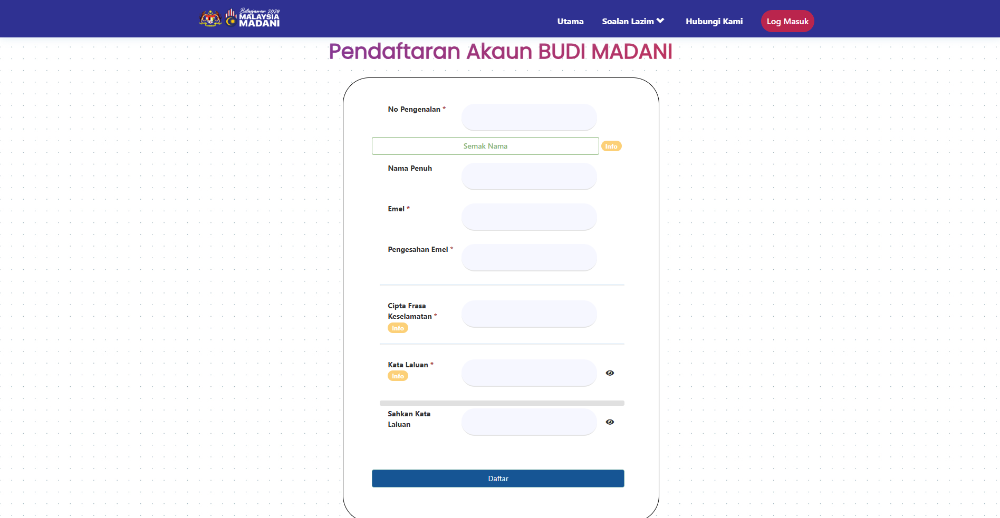 Belanjawan 2024
MALAYSIA
MADANI
Utama
Soalan Lazim
Hubungi Kami
Log Masuk
Pendaftaran Akaun BUDI MADANI
No Pengenalan *
Semak Nama
Info
Nama Penuh
Emel *
Pengesahan Emel *
Cipta Frasa
Keselamatan *
Info
Kata Laluan *
Info
Sahkan Kata
Laluan
Daftar